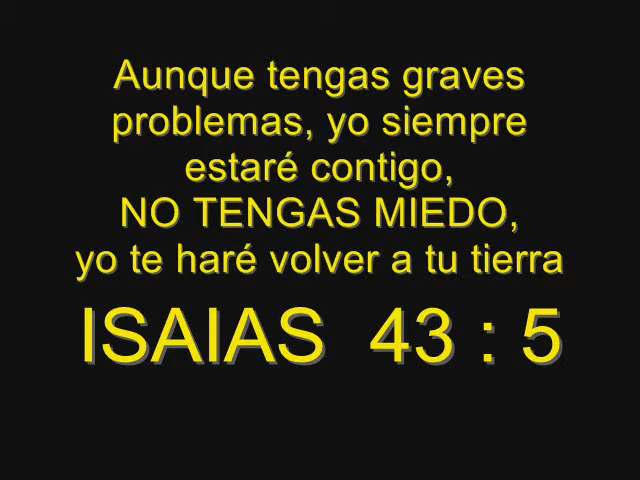 Aunque tengas graves
problemas, yo siempre
estaré contigo,
NO TENGAS MIEDO,
yo te haré volver a tu tierra
ISAIAS 43 : 5